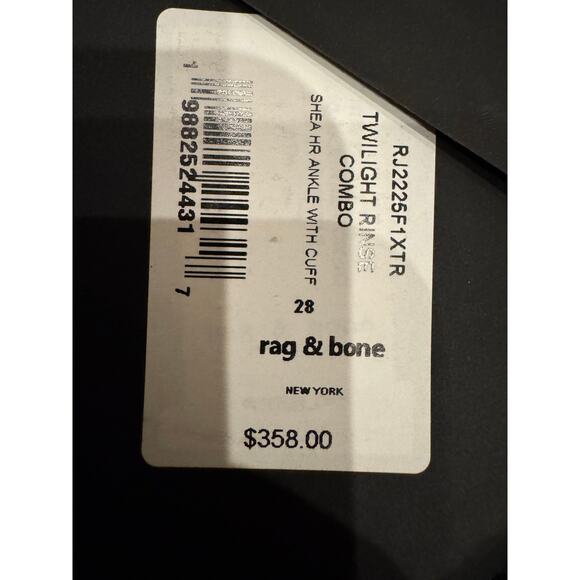 RJ2225F1XTR
TWILIGHT RINSE
COMBO
SHEA HR ANKLE WITH CUFF
9882524431 7
28
rag & bone
NEW YORK
$358.00